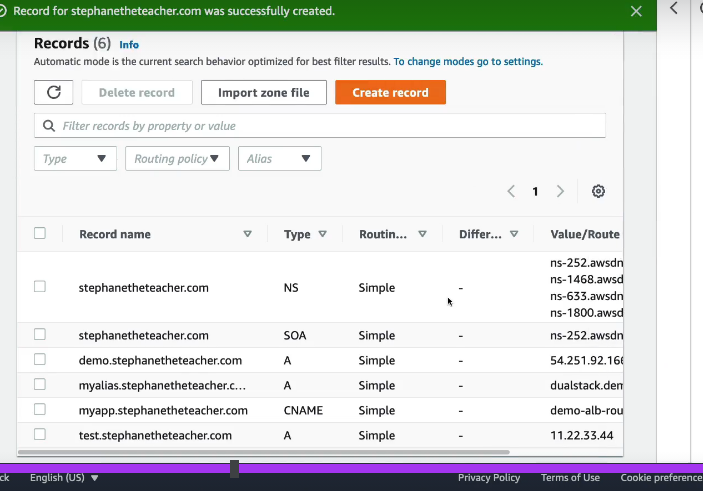 Record for stephanetheteacher.com was successfully created.
Records (6) Info
Automatic mode is the current search behavior optimized for best filter results. To change modes go to settings.
Delete record Import zone file Create record
Filter records by property or value
Type Routing policy Alias
1
Record name Type Routin... Differ... Value/Route
stephanetheteacher.com NS Simple -
ns-252.awsdn
ns-1468.awsd
ns-633.awsdn
ns-1800.awsd
stephanetheteacher.com SOA Simple - ns-252.awsdn
demo.stephanetheteacher.com A Simple - 54.251.92.166
myalias.stephanetheteacher.c... A Simple - dualstack.den
myapp.stephanetheteacher.com CNAME Simple - demo-alb-rou
test.stephanetheteacher.com A Simple - 11.22.33.44
ck English (US) Privacy Policy Terms of Use Cookie preference